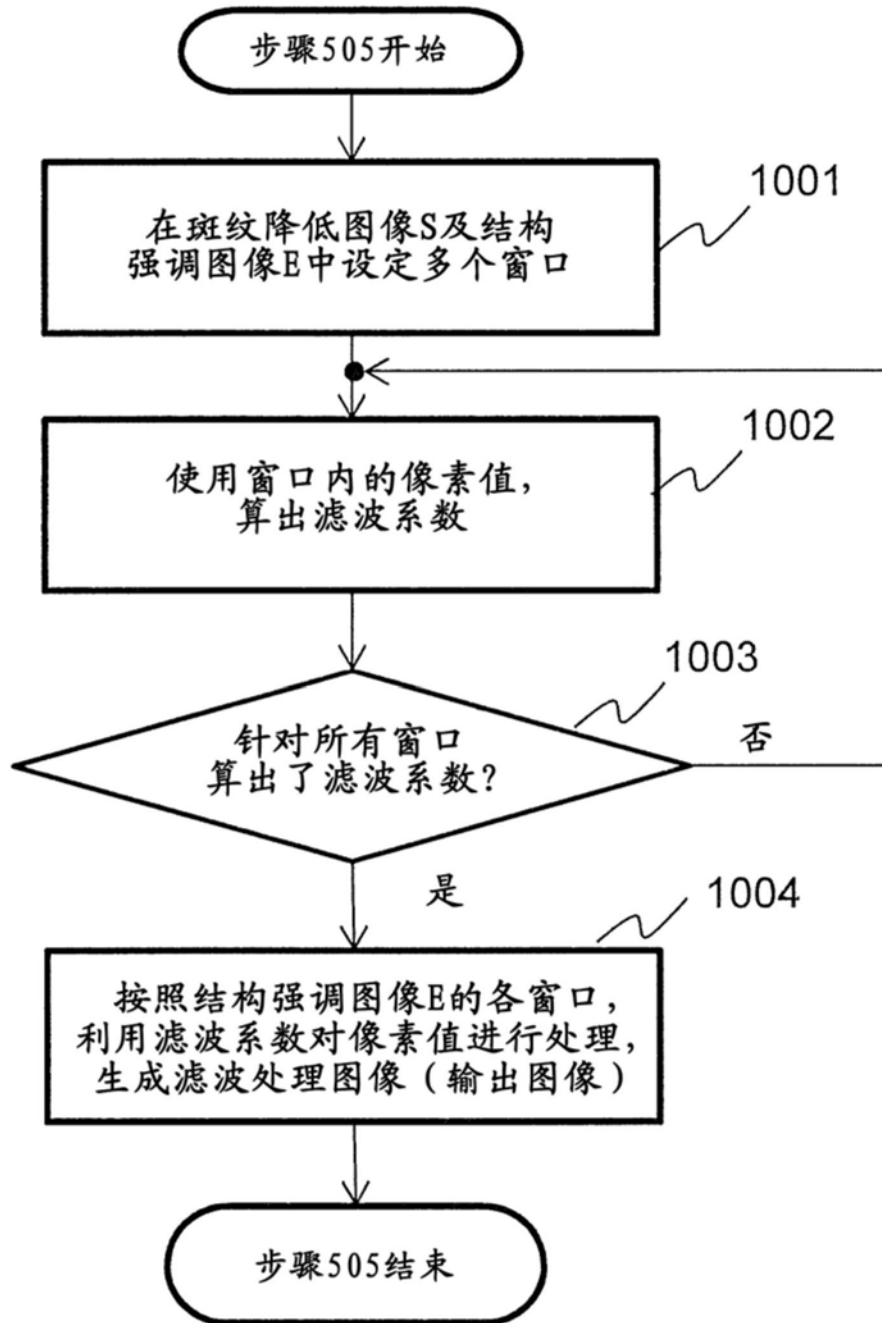 步骤505开始
1001
在斑纹降低图像S及结构
强调图像E中设定多个窗口
1002
使用窗口内的像素值，
算出滤波系数
1003
针对所有窗口
算出了滤波系数？
否
是
1004
按照结构强调图像E的各窗口，
利用滤波系数对像素值进行处理，
生成滤波处理图像（输出图像）
步骤505结束